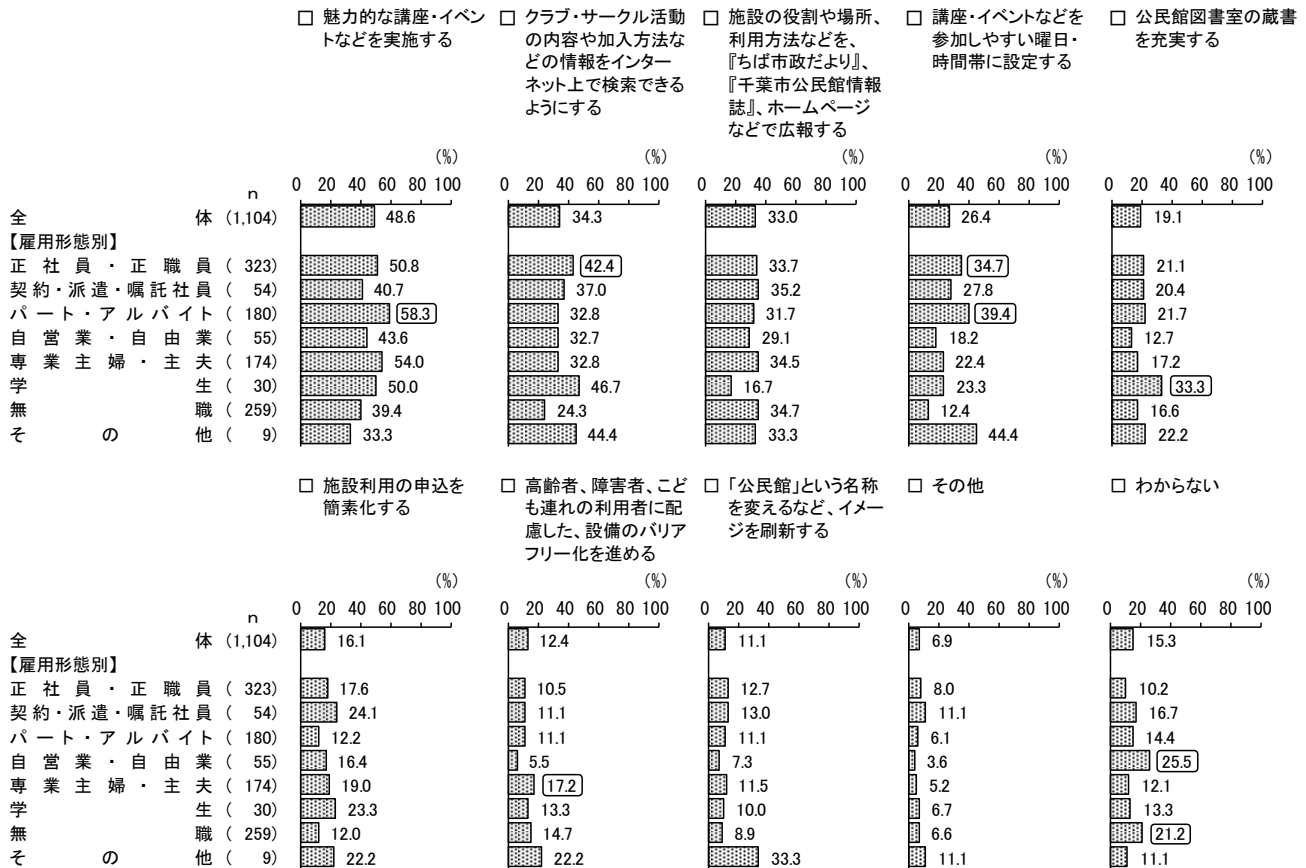 □ 魅力的な講座・イベントなどを実施する
□ クラブ・サークル活動の内容や加入方法などの情報をインターネット上で検索できるようにする
□ 施設の役割や場所、利用方法などを、『ちば市政だより』、『千葉市公民館情報誌』、ホームページなどで広報する
□ 講座・イベントなどを参加しやすい曜日・時間帯に設定する
□ 公民館図書室の蔵書を充実する
(%) (%) (%) (%) (%)
n 0 20 40 60 80 100 0 20 40 60 80 100 0 20 40 60 80 100 0 20 40 60 80 100 0 20 40 60 80 100
全体 (1,104) 48.6 34.3 33.0 26.4 19.1
【雇用形態別】
正社員・正職員 ( 323) 50.8 42.4 33.7 34.7 21.1
契約・派遣・嘱託社員 ( 54) 40.7 37.0 35.2 27.8 20.4
パート・アルバイト ( 180) 58.3 32.8 31.7 39.4 21.7
自営業・自由業 ( 55) 43.6 32.7 29.1 18.2 12.7
専業主婦・主夫 ( 174) 54.0 32.8 34.5 22.4 17.2
学生 ( 30) 50.0 46.7 16.7 23.3 33.3
無職 ( 259) 39.4 24.3 34.7 12.4 16.6
その他 ( 9) 33.3 44.4 33.3 44.4 22.2
□ 施設利用の申込を簡素化する
□ 高齢者、障害者、こども連れの利用者に配慮した、設備のバリアフリー化を進める
□ 「公民館」という名称を変えるなど、イメージを刷新する
□ その他
□ わからない
(%) (%) (%) (%) (%)
n 0 20 40 60 80 100 0 20 40 60 80 100 0 20 40 60 80 100 0 20 40 60 80 100 0 20 40 60 80 100
全体 (1,104) 16.1 12.4 11.1 6.9 15.3
【雇用形態別】
正社員・正職員 ( 323) 17.6 10.5 12.7 8.0 10.2
契約・派遣・嘱託社員 ( 54) 24.1 11.1 13.0 11.1 16.7
パート・アルバイト ( 180) 12.2 11.1 11.1 6.1 14.4
自営業・自由業 ( 55) 16.4 5.5 7.3 3.6 25.5
専業主婦・主夫 ( 174) 19.0 17.2 11.5 5.2 12.1
学生 ( 30) 23.3 13.3 10.0 6.7 13.3
無職 ( 259) 12.0 14.7 8.9 6.6 21.2
その他 ( 9) 22.2 22.2 33.3 11.1 11.1